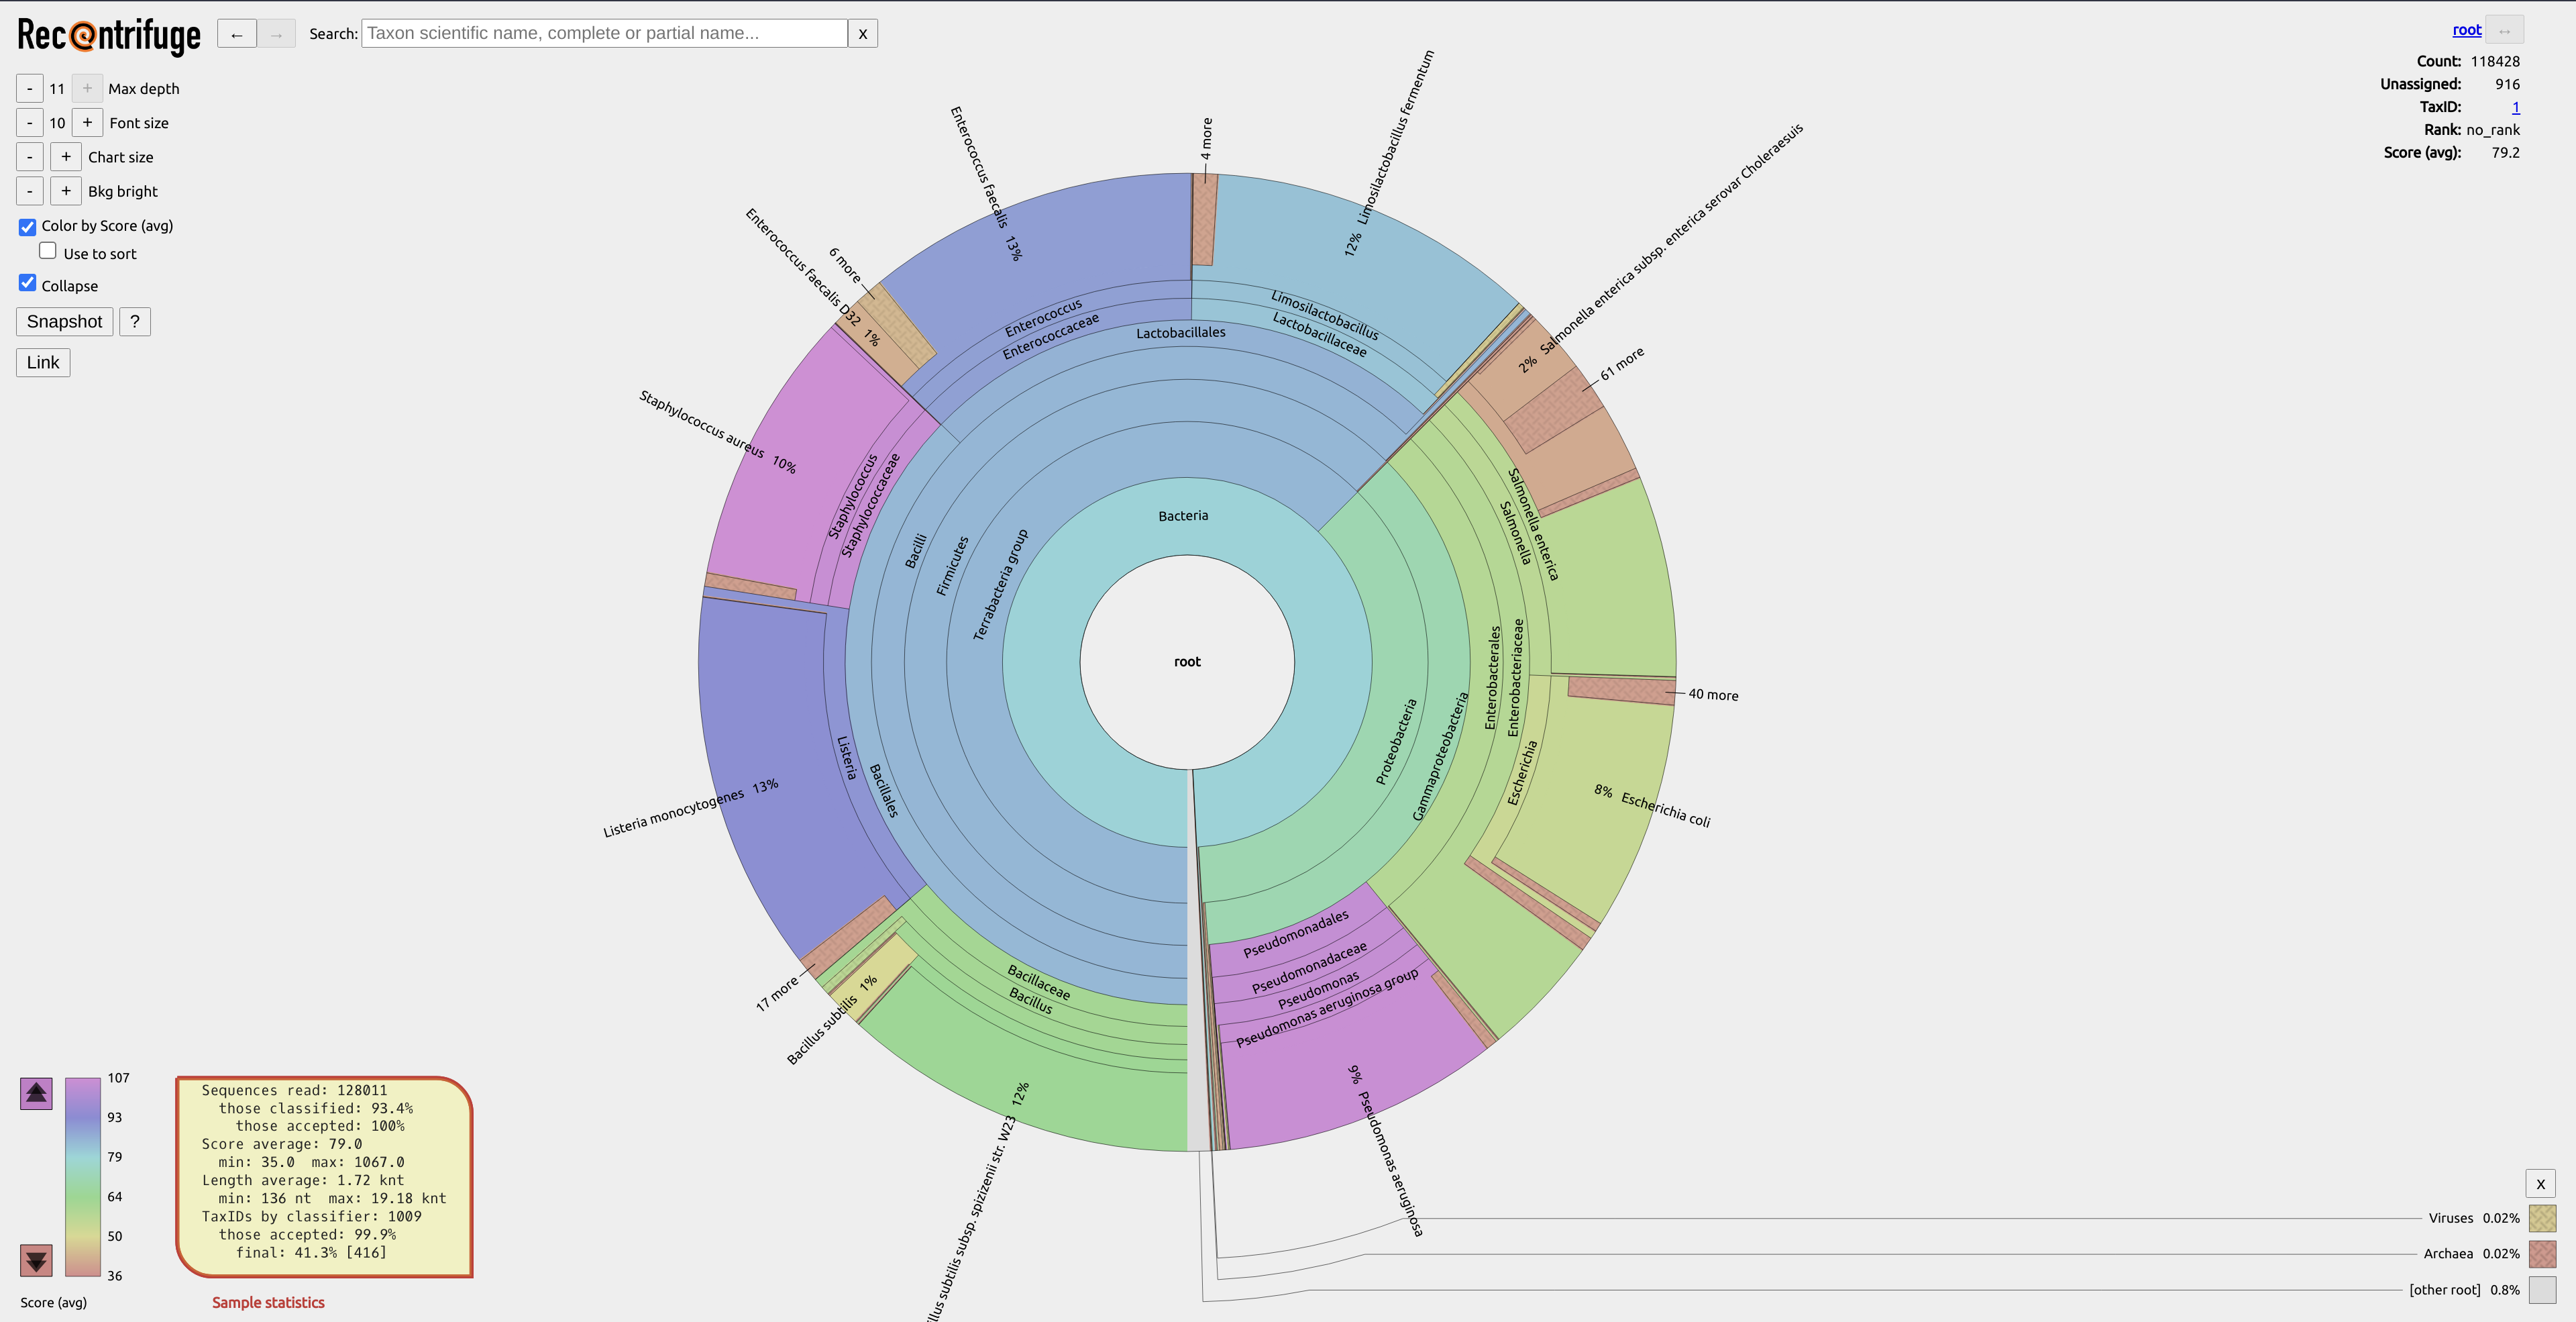 Recentrifuge
←
→
Search:
Taxon scientific name, complete or partial name...
x
root
↔
Count: 118428
Unassigned: 916
TaxID: 1
Rank: no_rank
Score (avg): 79.2
- 11 + Max depth
- 10 + Font size
- + Chart size
- + Bkg bright
Color by Score (avg)
Use to sort
Collapse
Snapshot
?
Link
4 more
Limosilactobacillus fermentum 12%
Enterococcus faecalis 13%
6 more
Enterococcus faecalis D32 1%
2% Salmonella enterica subsp. enterica serovar Choleraesuis
61 more
Enterococcus
Enterococcaceae
Lactobacillales
Limosilactobacillus
Lactobacillaceae
Staphylococcus aureus 10%
Staphylococcus
Staphylococcaceae
Bacilli
Firmicutes
Terrabacteria group
Bacteria
root
Salmonella enterica
Salmonella
Enterobacterales
Enterobacteriaceae
Proteobacteria
Gammaproteobacteria
Escherichia
40 more
8% Escherichia coli
Listeria monocytogenes 13%
Listeria
Bacillales
17 more
Bacillus subtilis 1%
Bacillaceae
Bacillus
llus subtilis subsp. spizizenii str. W23 12%
Pseudomonadales
Pseudomonadaceae
Pseudomonas
Pseudomonas aeruginosa group
9% Pseudomonas aeruginosa
107
93
79
64
50
36
Score (avg)
Sequences read: 128011
those classified: 93.4%
those accepted: 100%
Score average: 79.0
min: 35.0 max: 1067.0
Length average: 1.72 knt
min: 136 nt max: 19.18 knt
TaxIDs by classifier: 1009
those accepted: 99.9%
final: 41.3% [416]
Sample statistics
x
Viruses 0.02%
Archaea 0.02%
[other root] 0.8%